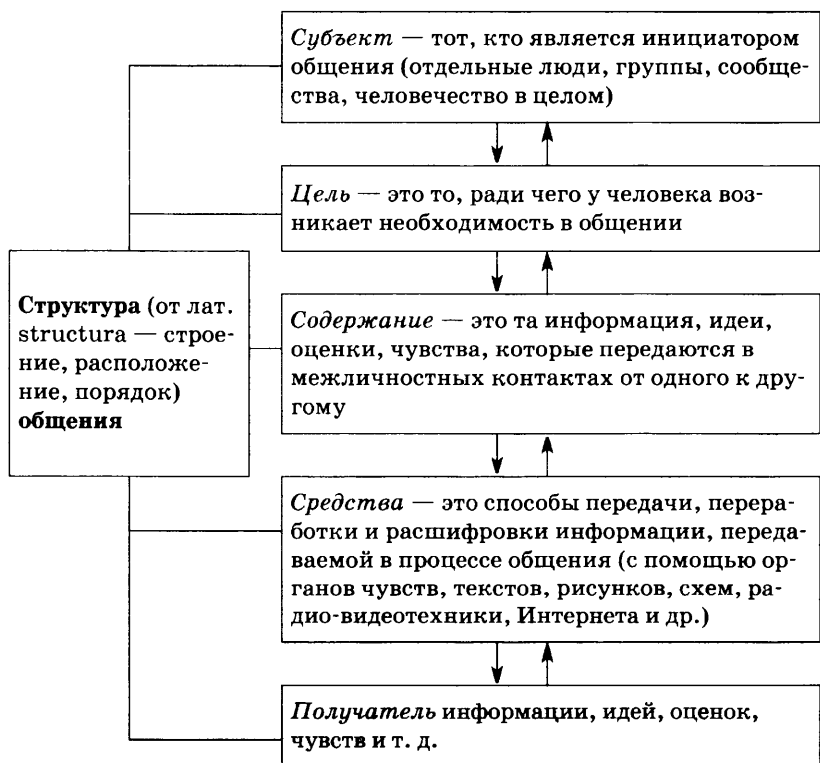 Субъект — тот, кто является инициатором
общения (отдельные люди, группы, сообще-
ства, человечество в целом)
Цель — это то, ради чего у человека воз-
никает необходимость в общении
Структура (от лат.
structura — строе-
ние, расположе-
ние, порядок)
общения
Содержание — это та информация, идеи,
оценки, чувства, которые передаются в
межличностных контактах от одного к дру-
гому
Средства — это способы передачи, перера-
ботки и расшифровки информации, переда-
ваемой в процессе общения (с помощью ор-
ганов чувств, текстов, рисунков, схем, ра-
дио-видеотехники, Интернета и др.)
Получатель информации, идей, оценок,
чувств и т. д.